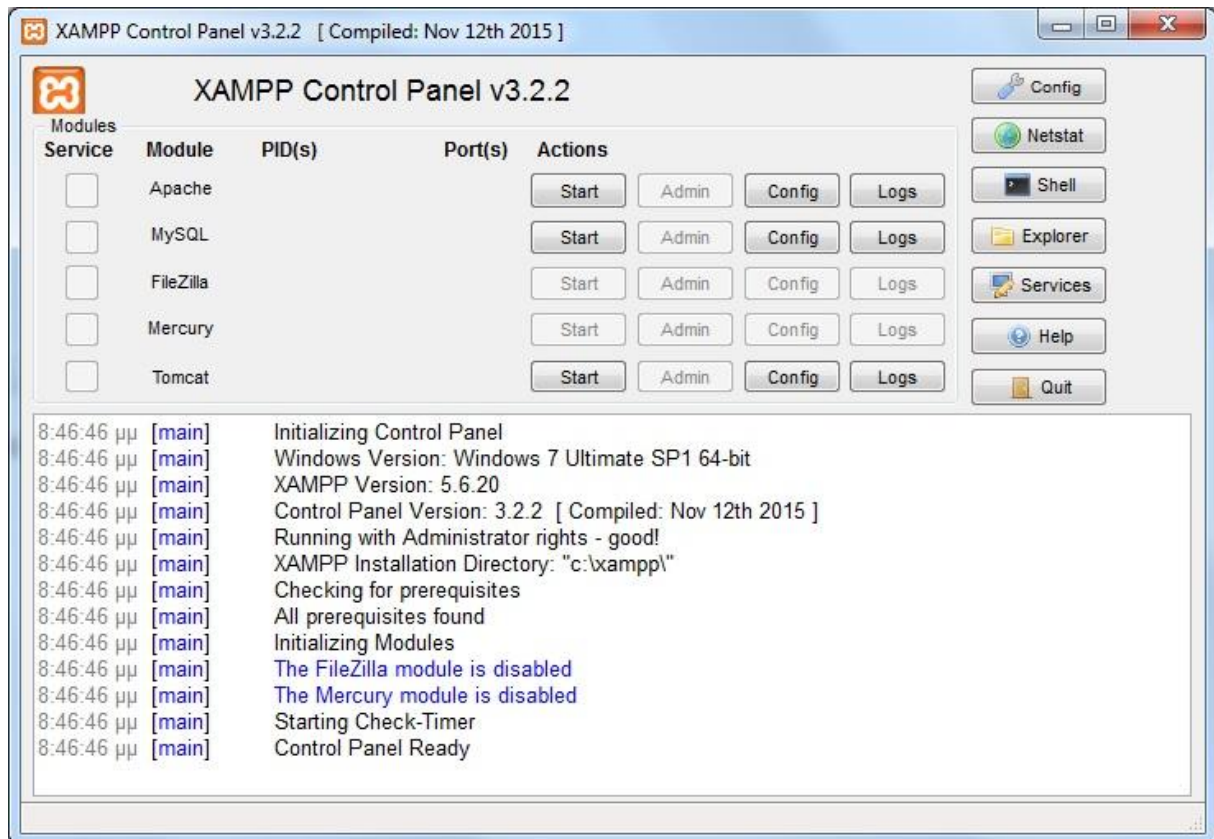 XAMPP Control Panel v3.2.2 [ Compiled: Nov 12th 2015 ]
XAMPP Control Panel v3.2.2
Config
Modules
Netstat
Service Module PID(s) Port(s) Actions
Apache Start Admin Config Logs
Shell
MySQL Start Admin Config Logs
Explorer
FileZilla Start Admin Config Logs
Services
Mercury Start Admin Config Logs
Help
Tomcat Start Admin Config Logs
Quit
8:46:46 μμ [main] Initializing Control Panel
8:46:46 μμ [main] Windows Version: Windows 7 Ultimate SP1 64-bit
8:46:46 μμ [main] XAMPP Version: 5.6.20
8:46:46 μμ [main] Control Panel Version: 3.2.2 [ Compiled: Nov 12th 2015 ]
8:46:46 μμ [main] Running with Administrator rights - good!
8:46:46 μμ [main] XAMPP Installation Directory: "c:\xampp\"
8:46:46 μμ [main] Checking for prerequisites
8:46:46 μμ [main] All prerequisites found
8:46:46 μμ [main] Initializing Modules
8:46:46 μμ [main] The FileZilla module is disabled
8:46:46 μμ [main] The Mercury module is disabled
8:46:46 μμ [main] Starting Check-Timer
8:46:46 μμ [main] Control Panel Ready